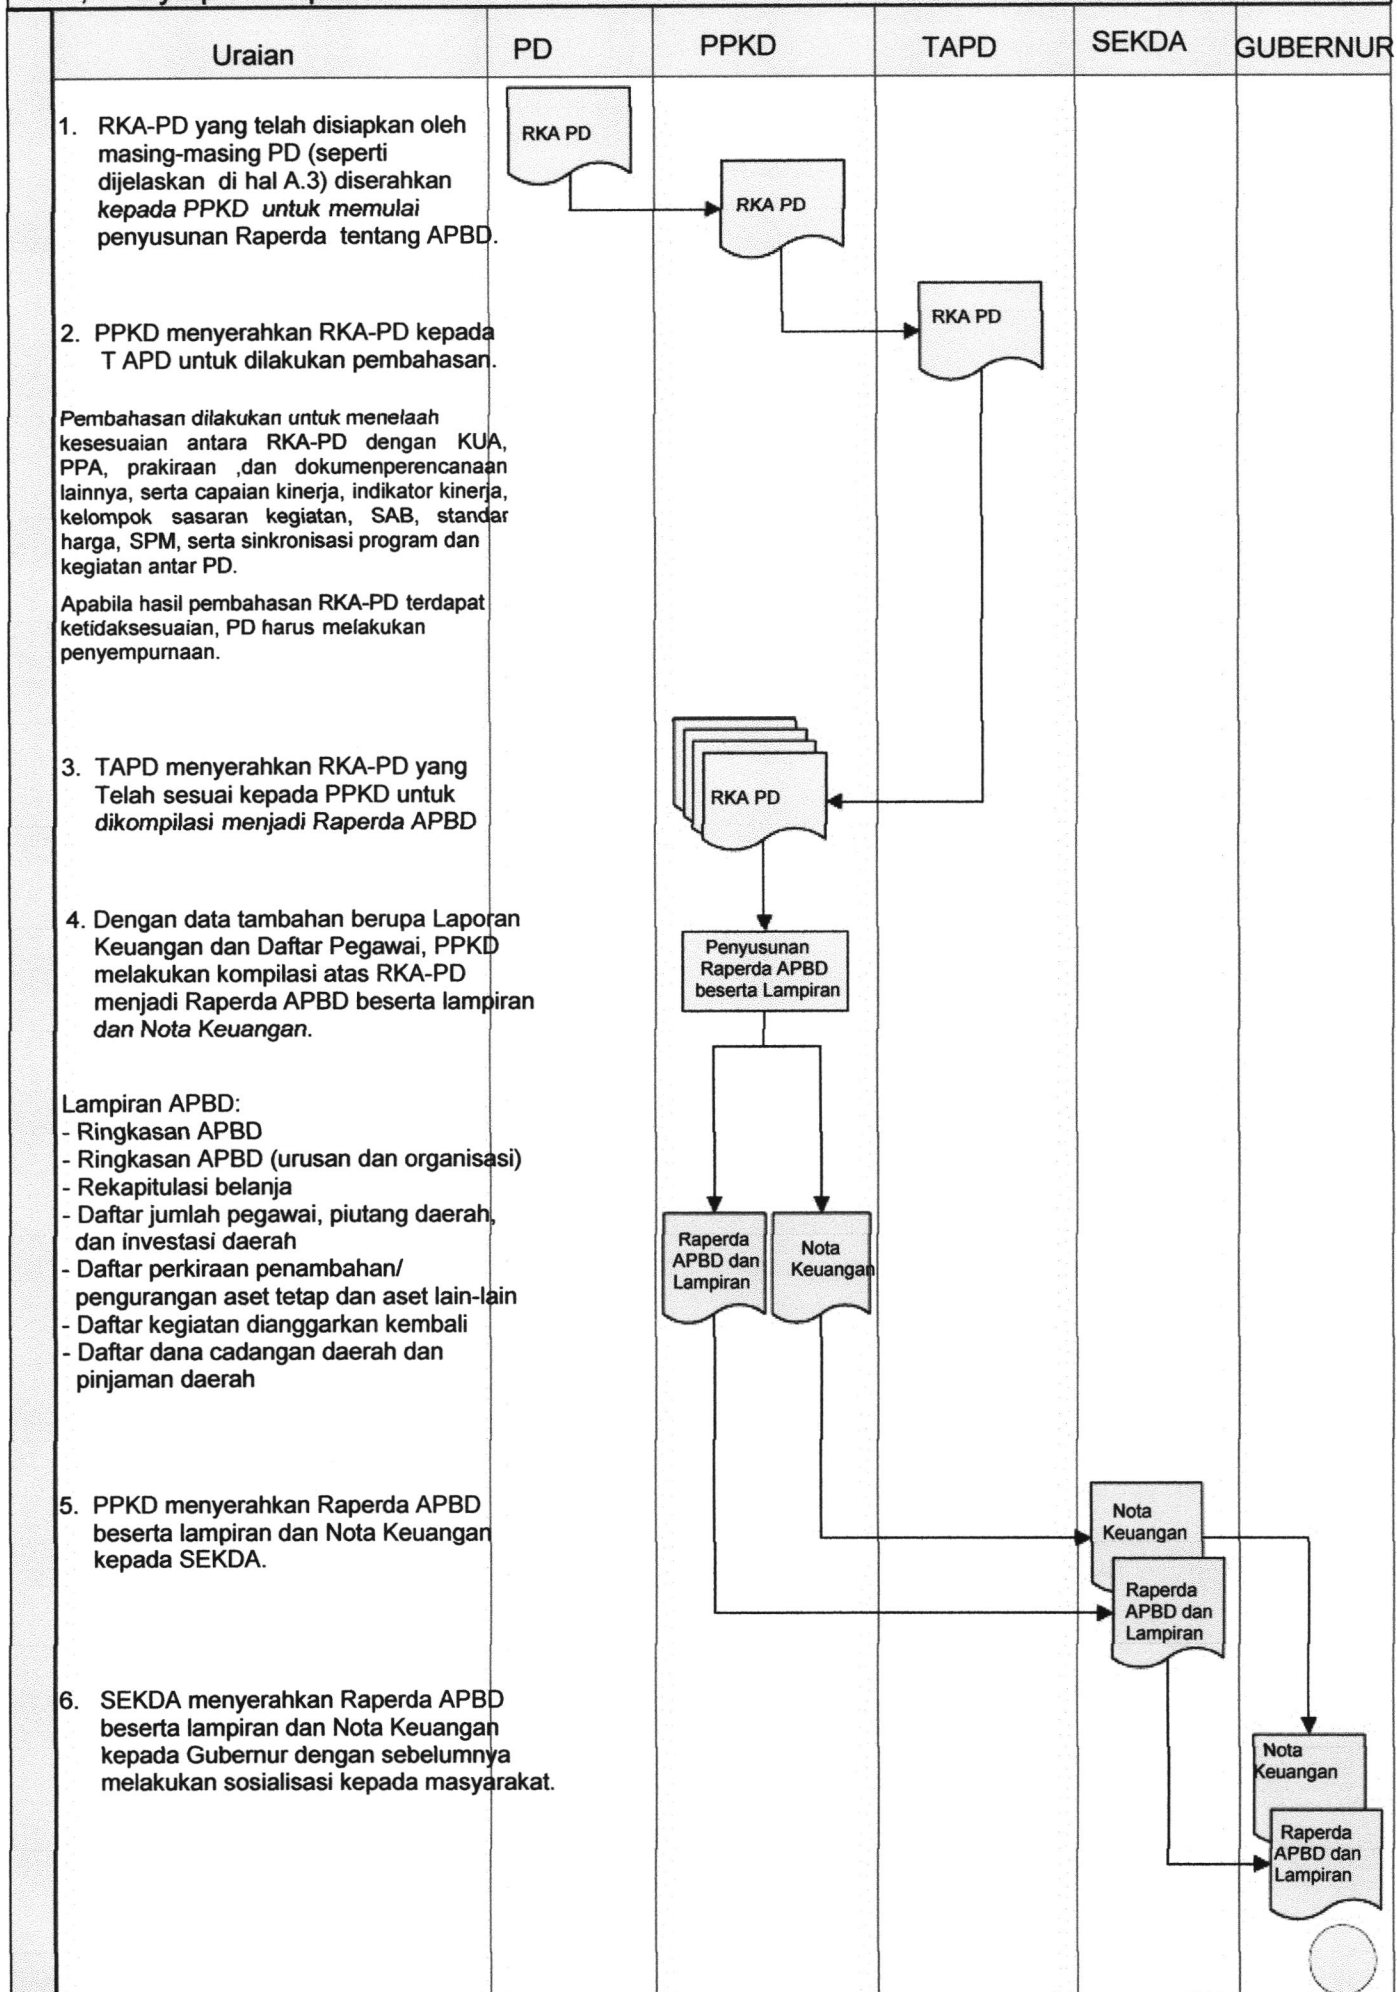 Uraian
PD
PPKD
TAPD
SEKDA
GUBERNUR
1. RKA-PD yang telah disiapkan oleh
masing-masing PD (seperti
dijelaskan di hal A.3) diserahkan
kepada PPKD untuk memulai
penyusunan Raperda tentang APBD.
RKA PD
RKA PD
RKA PD
2. PPKD menyerahkan RKA-PD kepada
T APD untuk dilakukan pembahasan.
Pembahasan dilakukan untuk menelaah
kesesuaian antara RKA-PD dengan KUA,
PPA, prakiraan ,dan dokumenperencanaan
lainnya, serta capaian kinerja, indikator kinerja,
kelompok sasaran kegiatan, SAB, standar
harga, SPM, serta sinkronisasi program dan
kegiatan antar PD.
Apabila hasil pembahasan RKA-PD terdapat
ketidaksesuaian, PD harus melakukan
penyempurnaan.
3. TAPD menyerahkan RKA-PD yang
Telah sesuai kepada PPKD untuk
dikompilasi menjadi Raperda APBD
RKA PD
4. Dengan data tambahan berupa Laporan
Keuangan dan Daftar Pegawai, PPKD
melakukan kompilasi atas RKA-PD
menjadi Raperda APBD beserta lampiran
dan Nota Keuangan.
Penyusunan
Raperda APBD
beserta Lampiran
Lampiran APBD:
- Ringkasan APBD
- Ringkasan APBD (urusan dan organisasi)
- Rekapitulasi belanja
- Daftar jumlah pegawai, piutang daerah,
dan investasi daerah
- Daftar perkiraan penambahan/
pengurangan aset tetap dan aset lain-lain
- Daftar kegiatan dianggarkan kembali
- Daftar dana cadangan daerah dan
pinjaman daerah
Raperda
APBD dan
Lampiran
Nota
Keuangan
5. PPKD menyerahkan Raperda APBD
beserta lampiran dan Nota Keuangan
kepada SEKDA.
Nota
Keuangan
Raperda
APBD dan
Lampiran
6. SEKDA menyerahkan Raperda APBD
beserta lampiran dan Nota Keuangan
kepada Gubernur dengan sebelumnya
melakukan sosialisasi kepada masyarakat.
Nota
Keuangan
Raperda
APBD dan
Lampiran